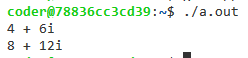 coder@78836cc3cd39:~$ ./a.out
4 + 6i
8 + 12i